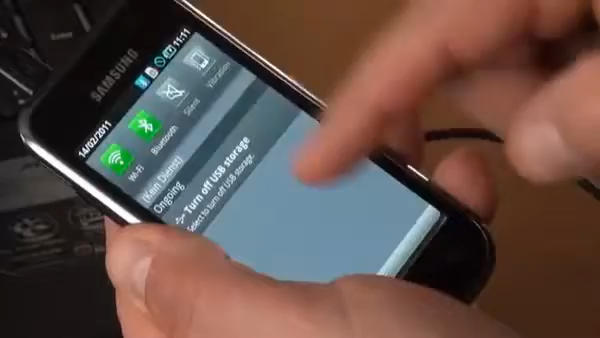 SAMSUNG
11:11
14/02/2011
Wi-Fi
Bluetooth
Silent
Vibration
(Kein Dienst)
Ongoing
Turn off USB storage
Select to turn off USB storage.